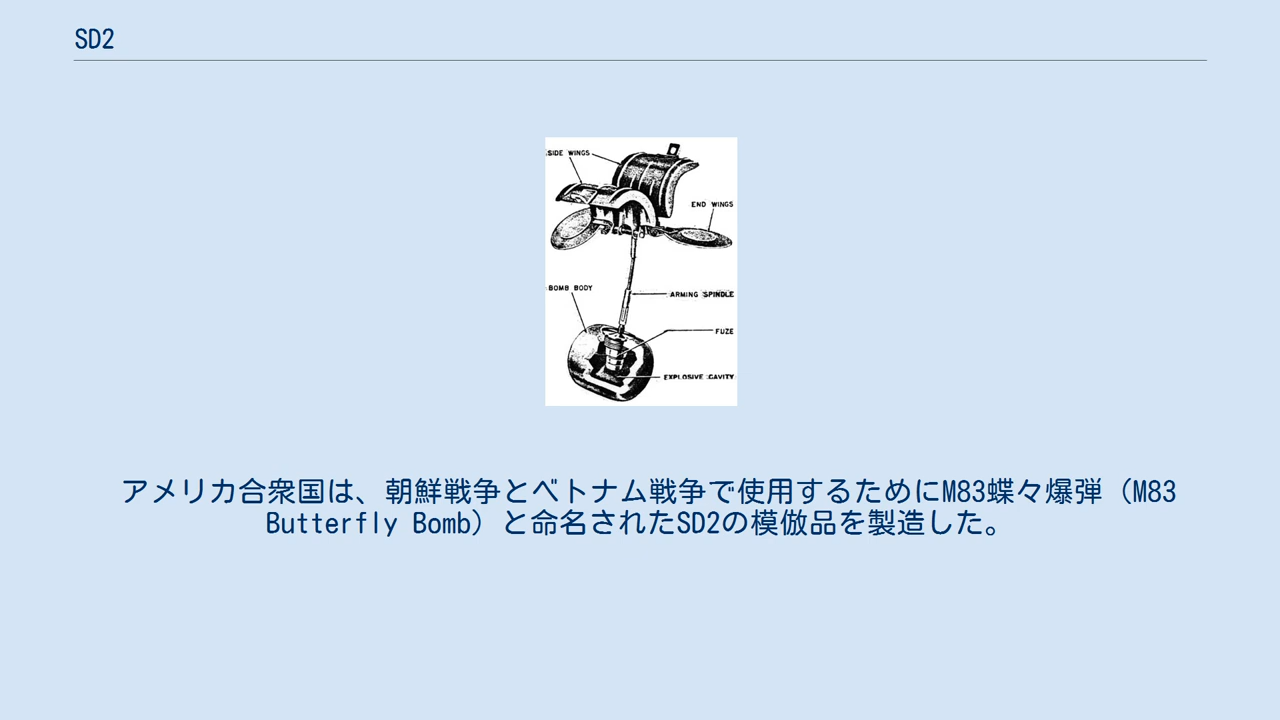 SD2
SIDE WINGS
END WINGS
BOMB BODY
ARMING SPINDLE
FUZE
EXPLOSIVE CAVITY
アメリカ合衆国は、朝鮮戦争とベトナム戦争で使用するためにM83蝶々爆弾（M83
Butterfly Bomb）と命名されたSD2の模倣品を製造した。